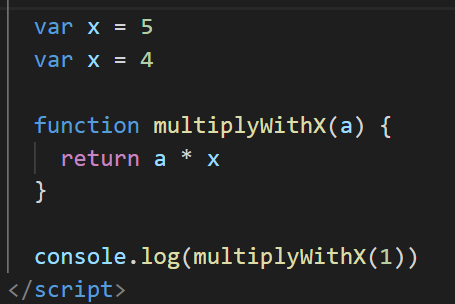 var x = 5
var x = 4
function multiplyWithX(a) {
return a * x
}
console.log(multiplyWithX(1))
</script>